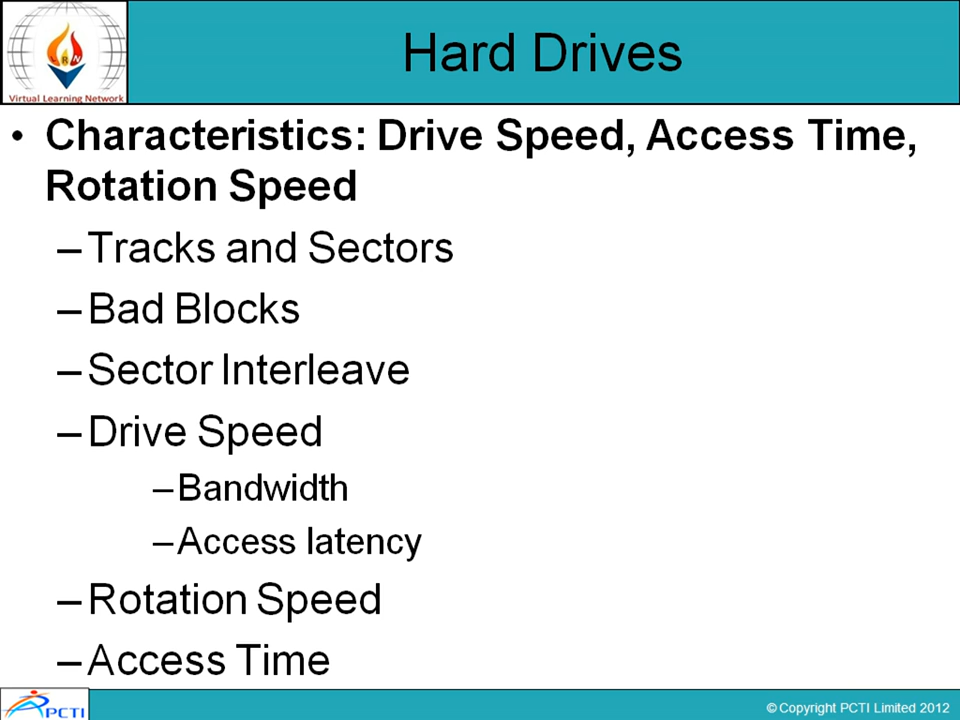 RN
Virtual Learning Network
Hard Drives
• Characteristics: Drive Speed, Access Time,
Rotation Speed
–Tracks and Sectors
–Bad Blocks
–Sector Interleave
–Drive Speed
–Bandwidth
–Access latency
–Rotation Speed
–Access Time
PCTI
© Copyright PCTI Limited 2012